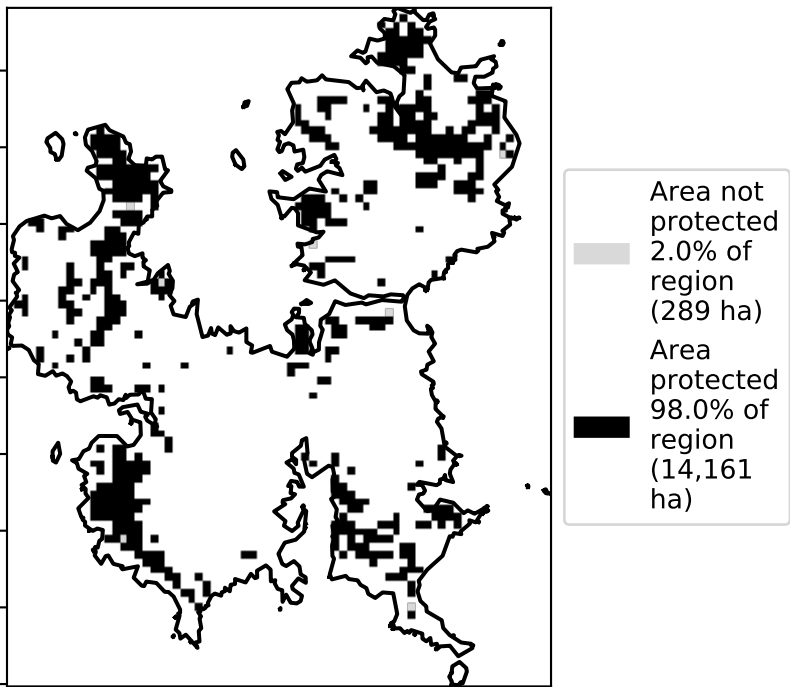 Area not
protected
2.0% of
region
(289 ha)
Area
protected
98.0% of
region
(14,161
ha)